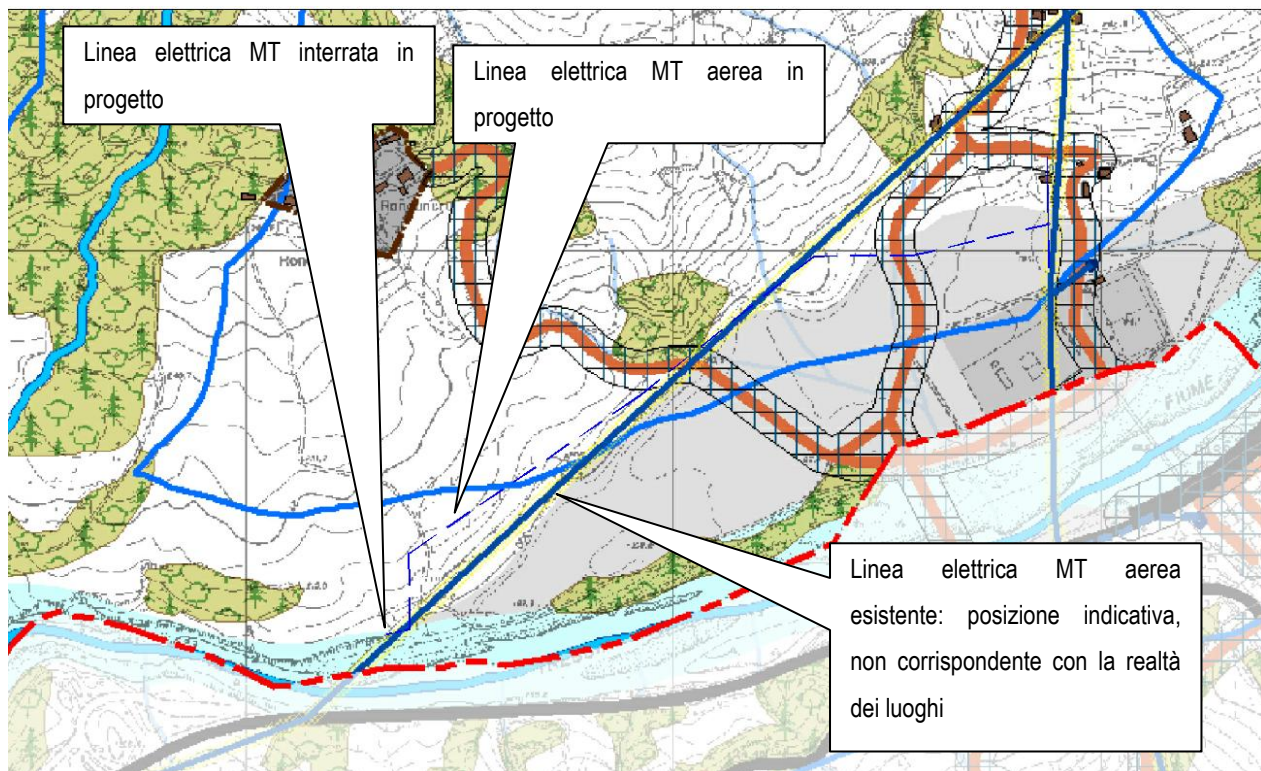 Linea elettrica MT interrata in
progetto
Linea elettrica MT aerea in
progetto
Linea elettrica MT aerea
esistente: posizione indicativa,
non corrispondente con la realtà
dei luoghi
FIUME